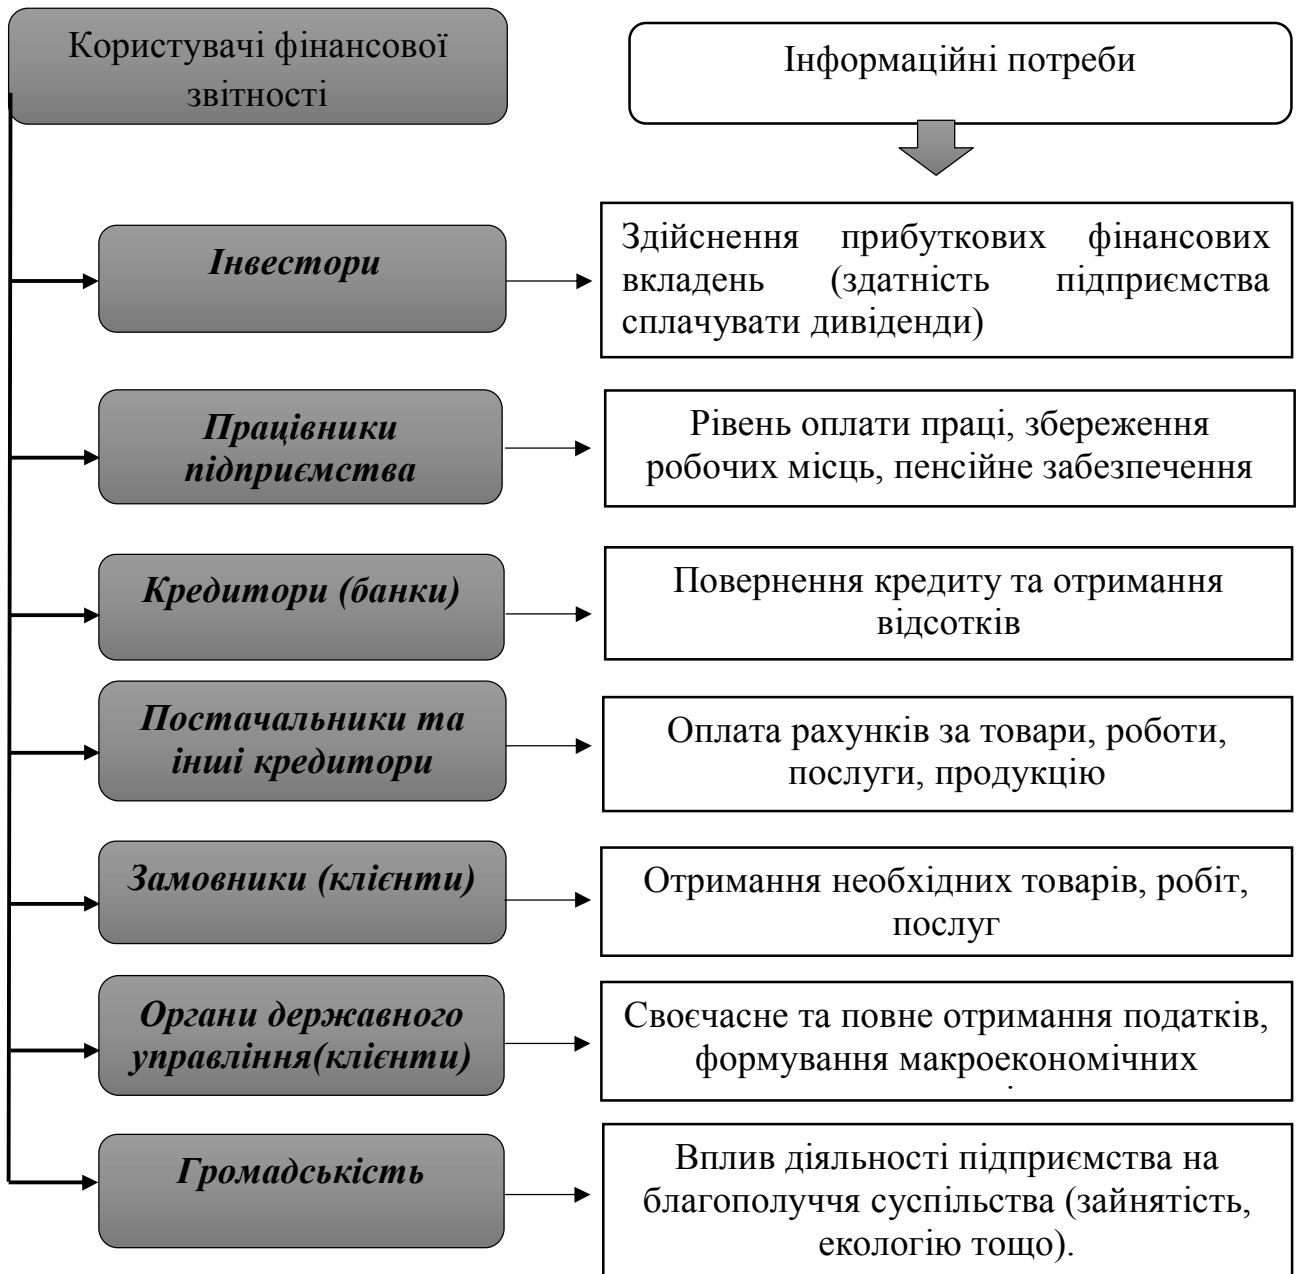 Користувачі фінансової
звітності
Інформаційні потреби
Інвестори
Здійснення прибуткових фінансових
вкладень (здатність підприємства
сплачувати дивіденди)
Працівники
підприємства
Рівень оплати праці, збереження
робочих місць, пенсійне забезпечення
Кредитори (банки)
Повернення кредиту та отримання
відсотків
Постачальники та
інші кредитори
Оплата рахунків за товари, роботи,
послуги, продукцію
Замовники (клієнти)
Отримання необхідних товарів, робіт,
послуг
Органи державного
управління(клієнти)
Своєчасне та повне отримання податків,
формування макроекономічних
Громадськість
Вплив діяльності підприємства на
благополуччя суспільства (зайнятість,
екологію тощо).